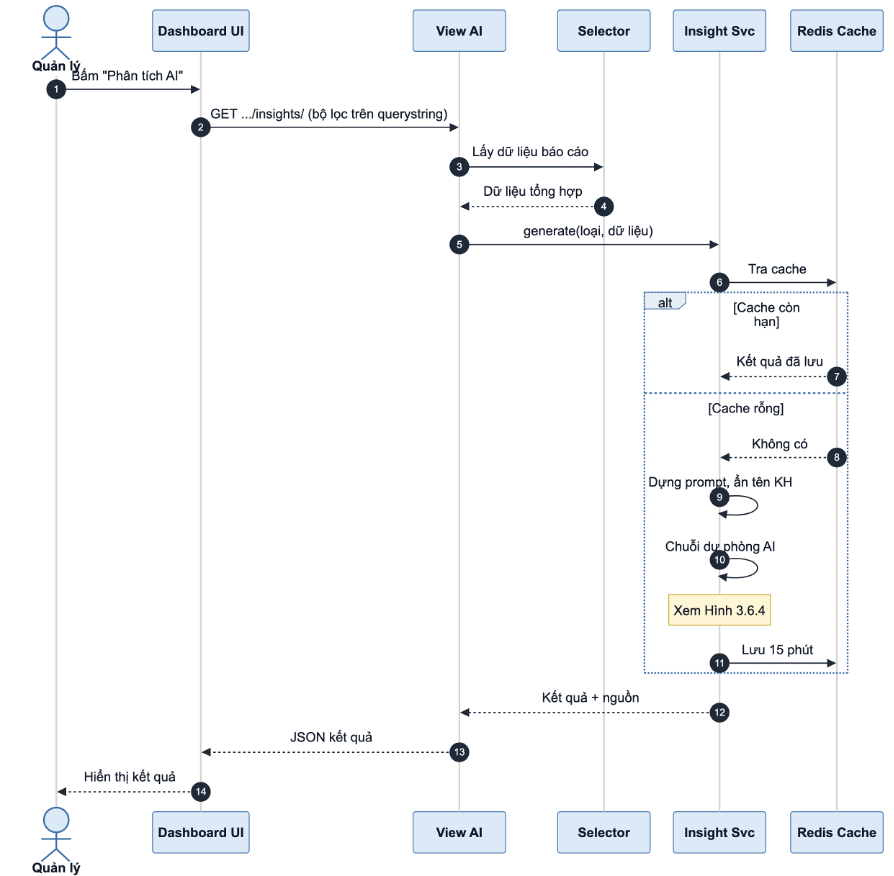 Dashboard UI
View AI
Selector
Insight Svc
Redis Cache
Quản lý
Bấm "Phân tích AI"
1
GET .../insights/ (bộ lọc trên querystring)
2
Lấy dữ liệu báo cáo
3
Dữ liệu tổng hợp
4
generate(loại, dữ liệu)
5
Tra cache
6
alt
[Cache còn
hạn]
Kết quả đã lưu
7
[Cache rỗng]
Không có
8
Dựng prompt, ẩn tên KH
9
Chuỗi dự phòng AI
10
Xem Hình 3.6.4
Lưu 15 phút
11
Kết quả + nguồn
12
JSON kết quả
13
Hiển thị kết quả
14
Dashboard UI
View AI
Selector
Insight Svc
Redis Cache
Quản lý